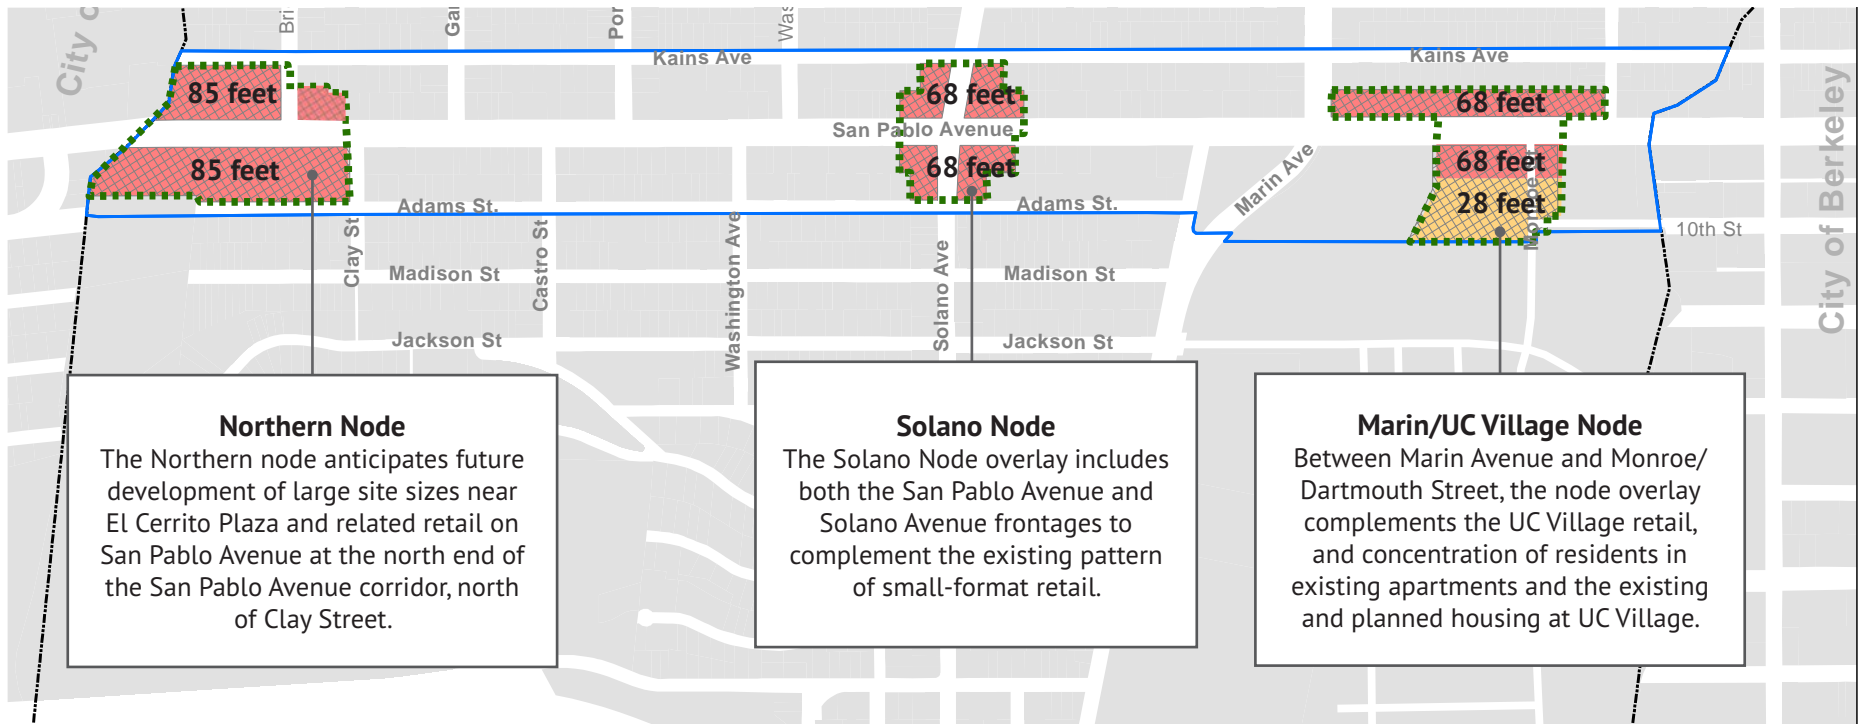 City
Kains Ave
Kains Ave
85 feet
68 feet
68 feet
San Pablo Avenue
85 feet
68 feet
68 feet
28 feet
Marin Ave
Adams St.
Adams St.
10th St
City of Berkeley
Clay St
Castro St
Washington Ave
Solano Ave
Madison St
Madison St
Jackson St
Jackson St
Northern Node
The Northern node anticipates future
development of large site sizes near
El Cerrito Plaza and related retail on
San Pablo Avenue at the north end of
the San Pablo Avenue corridor, north
of Clay Street.
Solano Node
The Solano Node overlay includes
both the San Pablo Avenue and
Solano Avenue frontages to
complement the existing pattern
of small-format retail.
Marin/UC Village Node
Between Marin Avenue and Monroe/
Dartmouth Street, the node overlay
complements the UC Village retail,
and concentration of residents in
existing apartments and the existing
and planned housing at UC Village.